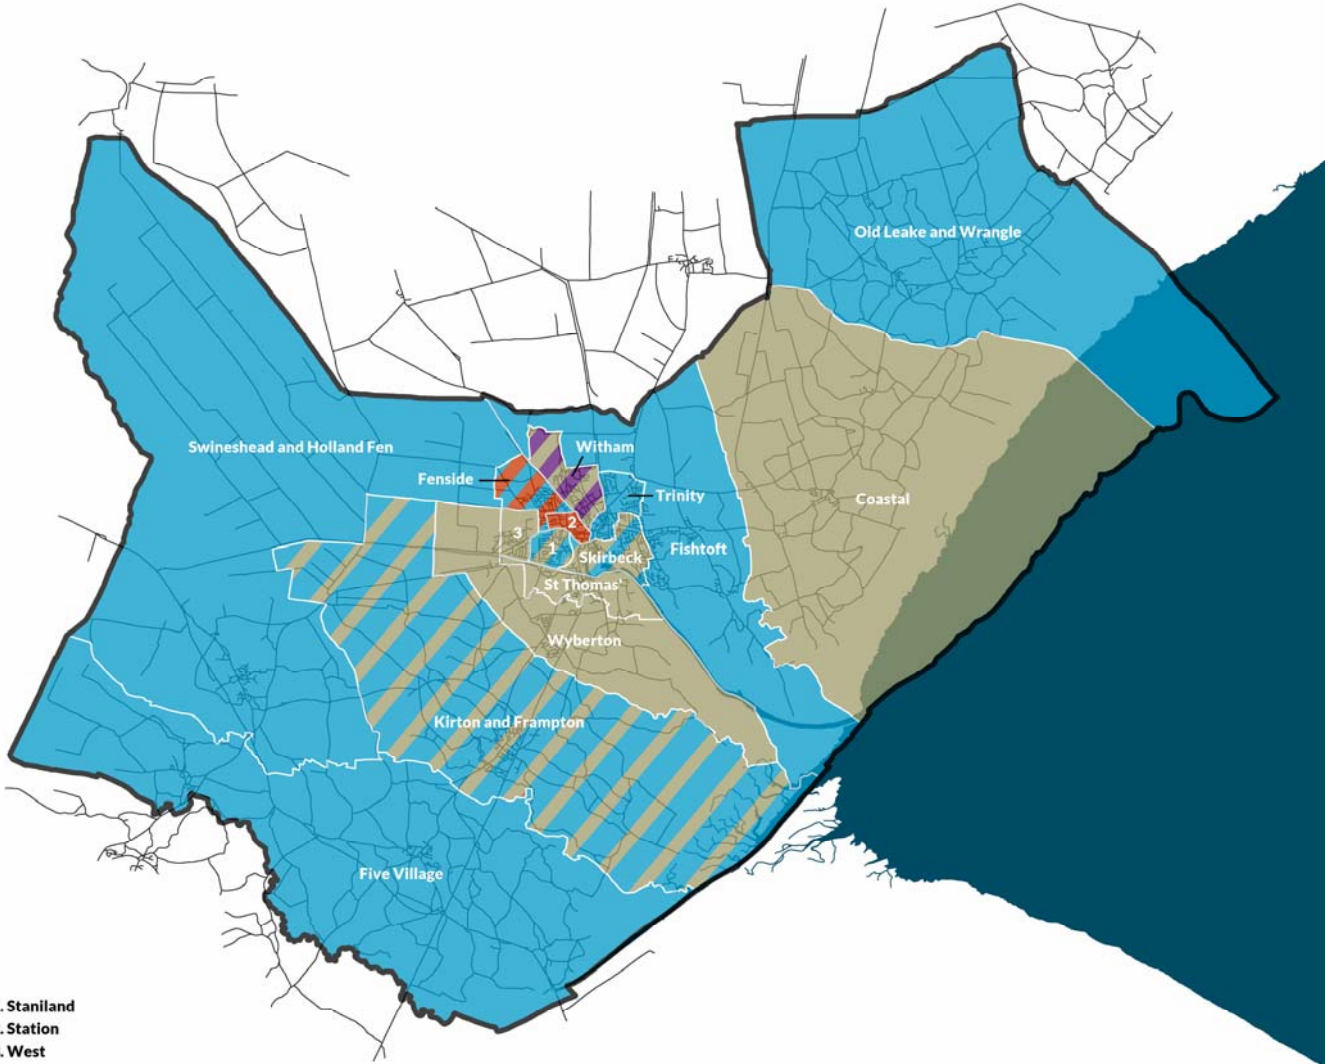 Old Leake and Wrangle
Swineshead and Holland Fen
Witham
Fenside
Trinity
Coastal
2
3
1
Fishtoft
Skirbeck
St Thomas'
Wyberton
Kirton and Frampton
Five Village
. Staniland
. Station
. West